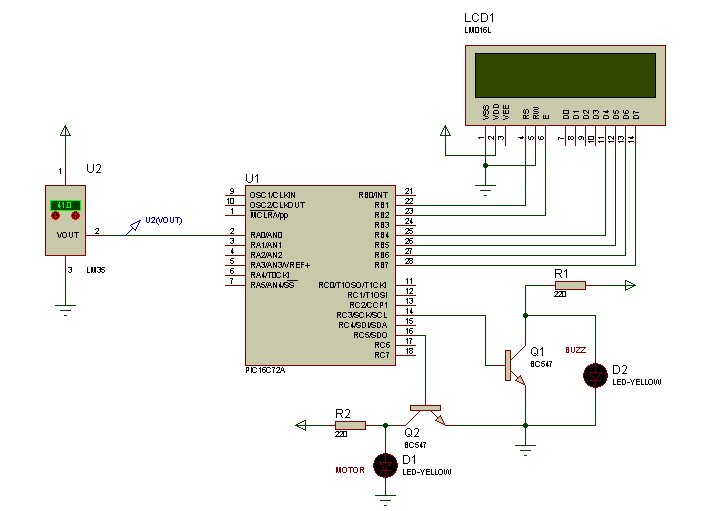 LCD1
LM016L
VSS VDD VEE RS RW E D0 D1 D2 D3 D4 D5 D6 D7
1 2 3 4 5 6 7 8 9 10 11 12 13 14
1
U2
41.0
VOUT
2
U2(VOUT)
3
LM35
U1
9 OSC1/CLKIN
10 OSC2/CLKOUT
1 MCLR/Vpp
2 RA0/AN0
3 RA1/AN1
4 RA2/AN2
5 RA3/AN3/VREF+
6 RA4/T0CKI
7 RA5/AN4/SS
RB0/INT 21
RB1 22
RB2 23
RB3 24
RB4 25
RB5 26
RB6 27
RB7 28
RC0/T1OSO/T1CKI 11
RC1/T1OSI 12
RC2/CCP1 13
RC3/SCK/SCL 14
RC4/SDI/SDA 15
RC5/SDO 16
RC6 17
RC7 18
PIC16C72A
R1
220
Q1
BC547
BUZZ
D2
LED-YELLOW
R2
220
Q2
BC547
MOTOR
D1
LED-YELLOW